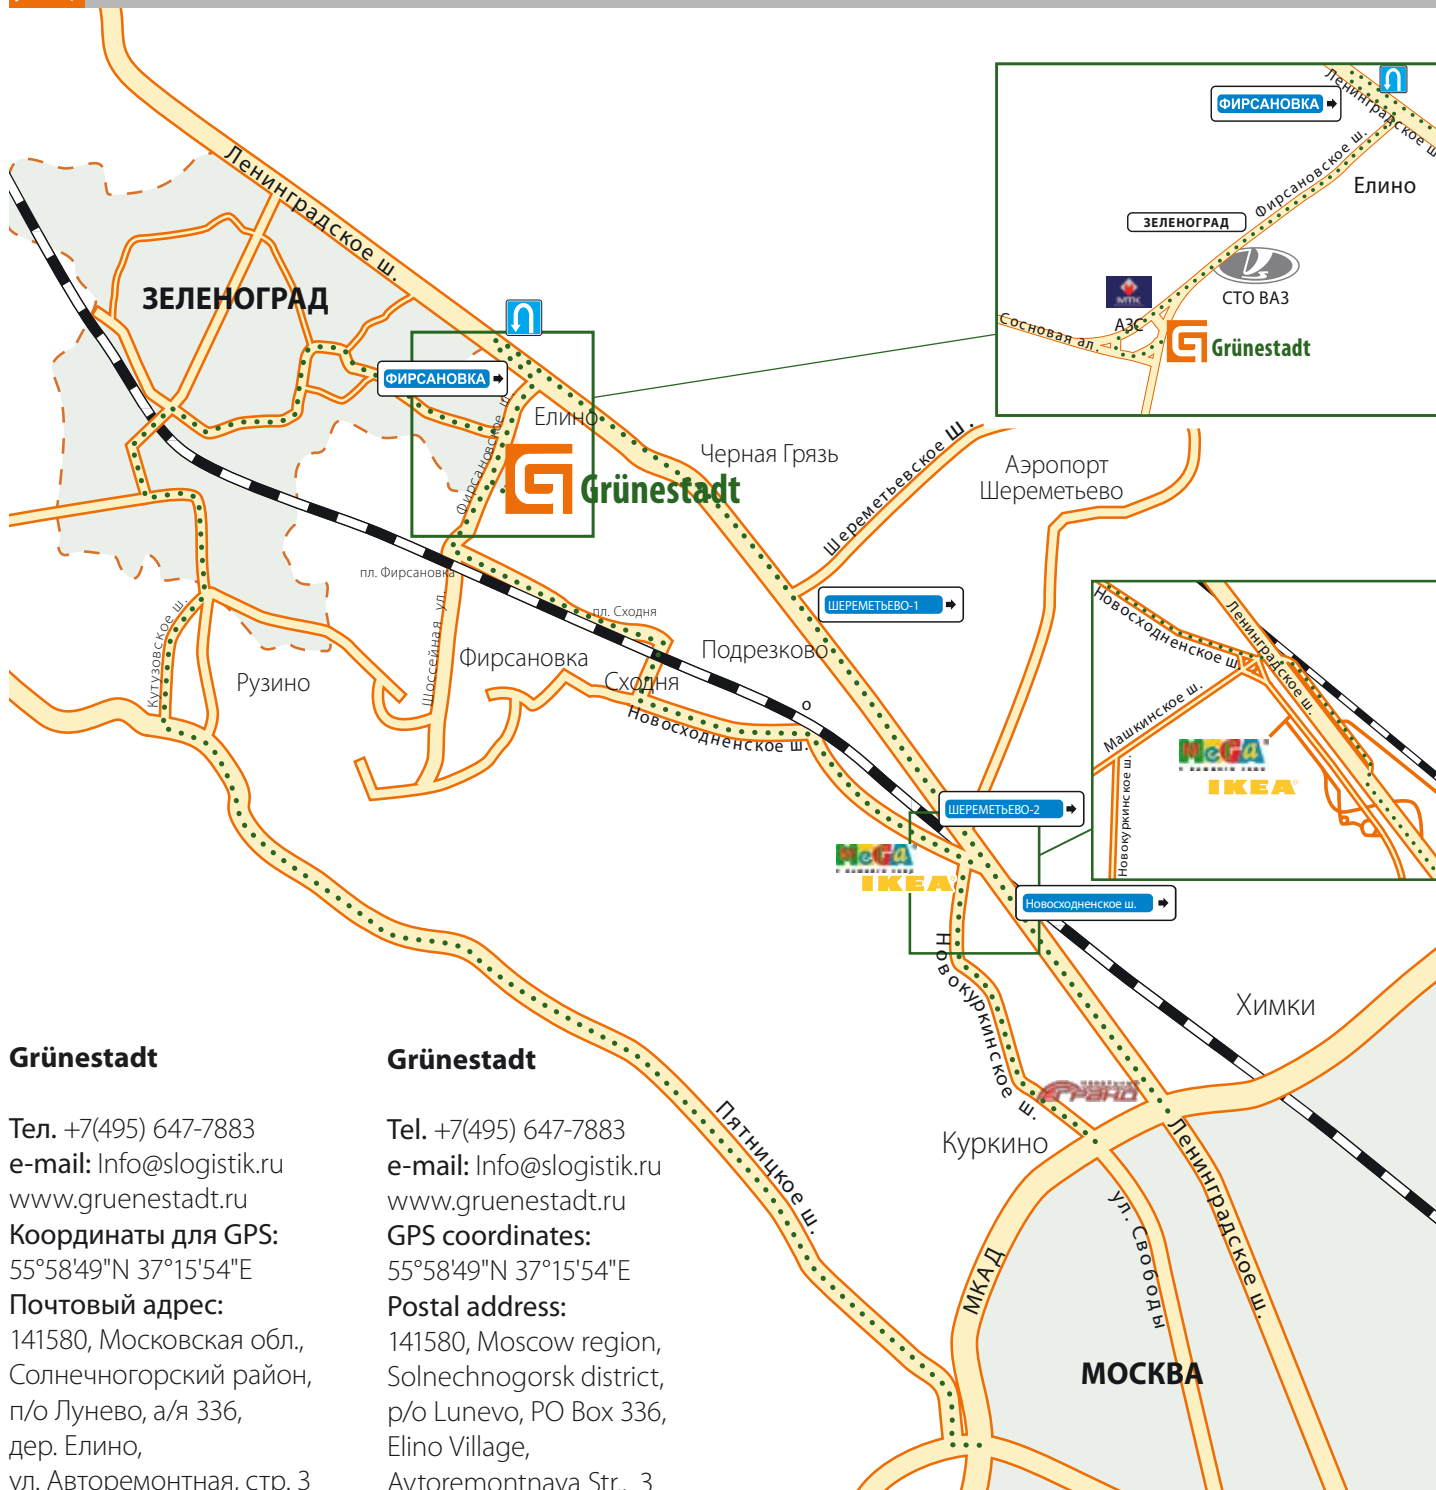 Ленинградское ш.
ФИРСАНОВКА
Фирсановское ш.
Елино
ЗЕЛЕНОГРАД
СТО ВАЗ
МТК
АЗС
Сосновая ал.
Grünestadt
Ленинградское ш.
ЗЕЛЕНОГРАД
ФИРСАНОВКА
Елино
Фирсановское ш.
Grünestadt
Черная Грязь
Шереметьевское Ш.
Аэропорт
Шереметьево
пл. Фирсановка
пл. Сходня
ШЕРЕМЕТЬЕВО-1
Кутузовское ш.
Рузино
Шоссейная ул.
Фирсановка
Сходня
Подрезково
о
Новосходненское ш.
Новосходненское ш.
Ленинградское ш.
Машкинское ш.
Новокуркинское ш.
МЕГА
IKEA
ШЕРЕМЕТЬЕВО-2
МЕГА
IKEA
Новосходненское ш.
Новокуркинское ш.
Химки
ГРАНД
Куркино
Пятницкое ш.
Ленинградское ш.
ул. Свободы
МКАД
МОСКВА
Grünestadt
Тел. +7(495) 647-7883
e-mail: Info@slogistik.ru
www.gruenestadt.ru
Координаты для GPS:
55°58'49"N 37°15'54"E
Почтовый адрес:
141580, Московская обл.,
Солнечногорский район,
п/о Лунево, а/я 336,
дер. Елино,
ул. Авторемонтная, стр. 3
Grünestadt
Tel. +7(495) 647-7883
e-mail: Info@slogistik.ru
www.gruenestadt.ru
GPS coordinates:
55°58'49"N 37°15'54"E
Postal address:
141580, Moscow region,
Solnechnogorsk district,
p/o Lunevo, PO Box 336,
Elino Village,
Avtoremontnaya Str., 3